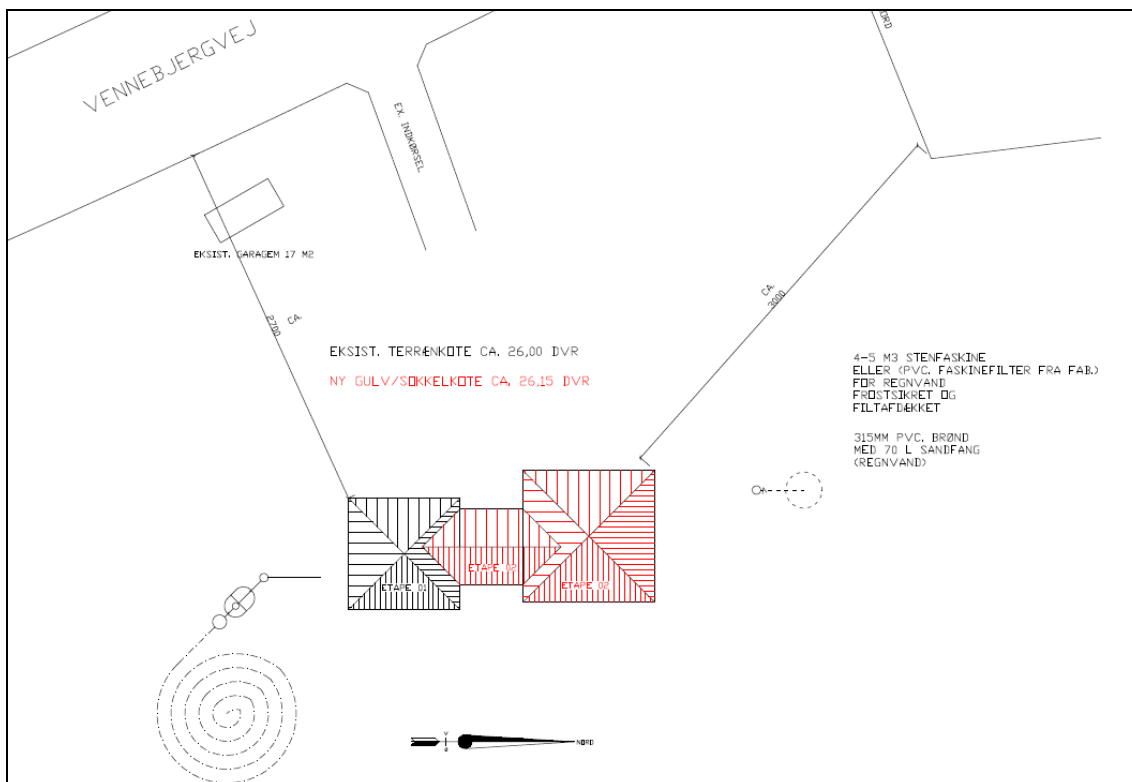 VENNEBJERGVEJ
EX. INDKØRSEL
ORD
EKSIST. GARAGEM 17 M2
CA.
2700
CA.
3000
EKSIST. TERRÆNKOTE CA. 26,00 DVR
NY GULV/SOKKELKOTE CA. 26,15 DVR
4-5 M3 STENFASKINE
ELLER (PVC. FASKINEFILTER FRA FAB.)
FOR REGNVAND
FROSTSIKRET OG
FILTAFDÆKKET
315MM PVC. BRØND
MED 70 L SANDFANG
(REGNVAND)
ETAPE 01
ETAPE 02
ETAPE 02
V
NORD